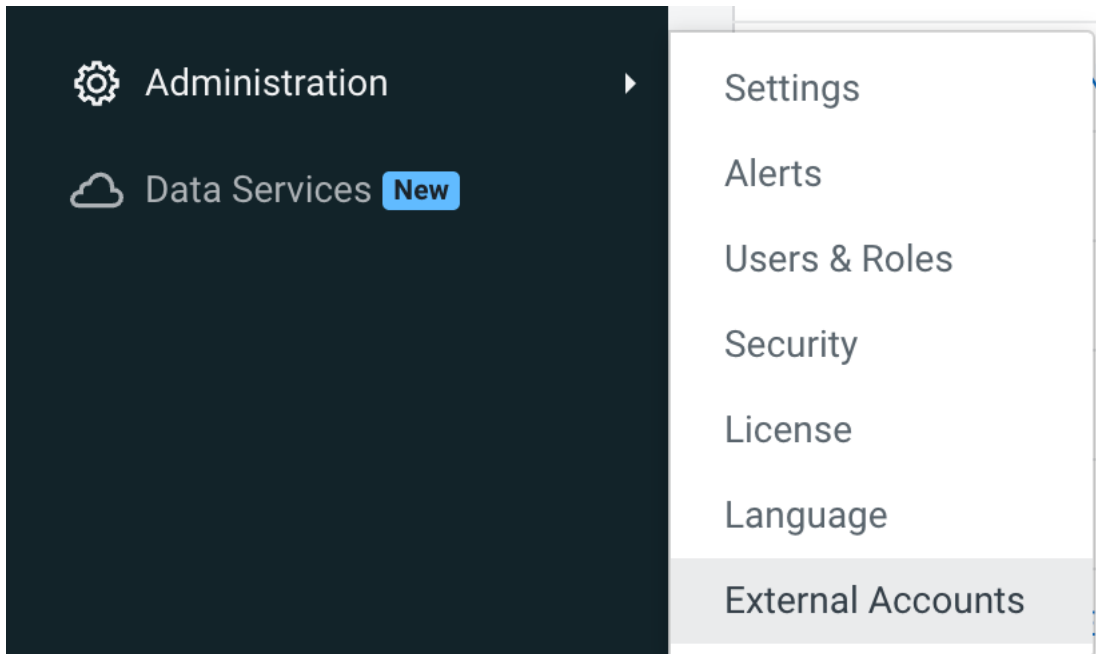 Administration
Data Services New
Settings
Alerts
Users & Roles
Security
License
Language
External Accounts